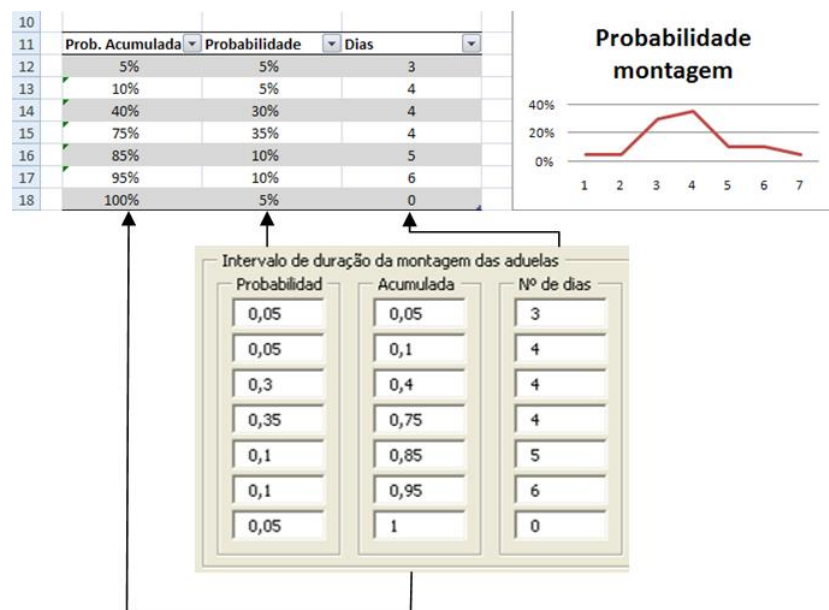 10
11 Prob. Acumulada Probabilidade Dias
12 5% 5% 3
13 10% 5% 4
14 40% 30% 4
15 75% 35% 4
16 85% 10% 5
17 95% 10% 6
18 100% 5% 0
Probabilidade
montagem
40%
20%
0%
1 2 3 4 5 6 7
Intervalo de duração da montagem das aduelas
Probabilidad Acumulada Nº de dias
0,05 0,05 3
0,05 0,1 4
0,3 0,4 4
0,35 0,75 4
0,1 0,85 5
0,1 0,95 6
0,05 1 0